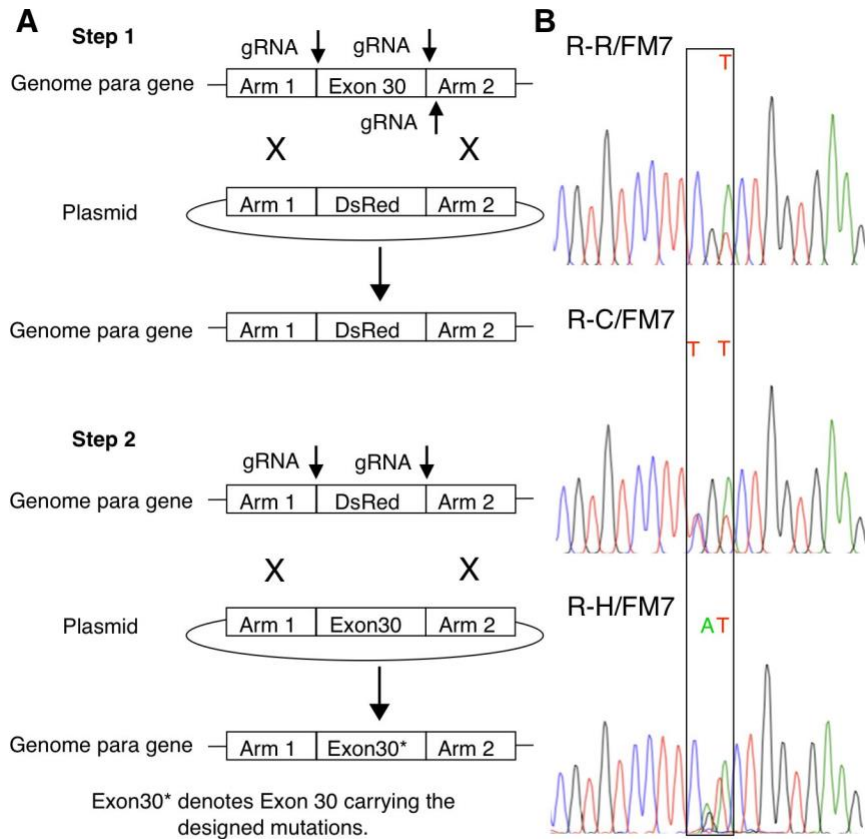 A
Step 1
gRNA gRNA
Genome para gene Arm 1 Exon 30 Arm 2
gRNA
X X
Plasmid Arm 1 DsRed Arm 2
Genome para gene Arm 1 DsRed Arm 2
Step 2
gRNA gRNA
Genome para gene Arm 1 DsRed Arm 2
X X
Plasmid Arm 1 Exon30 Arm 2
Genome para gene Arm 1 Exon30* Arm 2
Exon30* denotes Exon 30 carrying the
designed mutations.
B
R-R/FM7
T
R-C/FM7
T T
R-H/FM7
A T